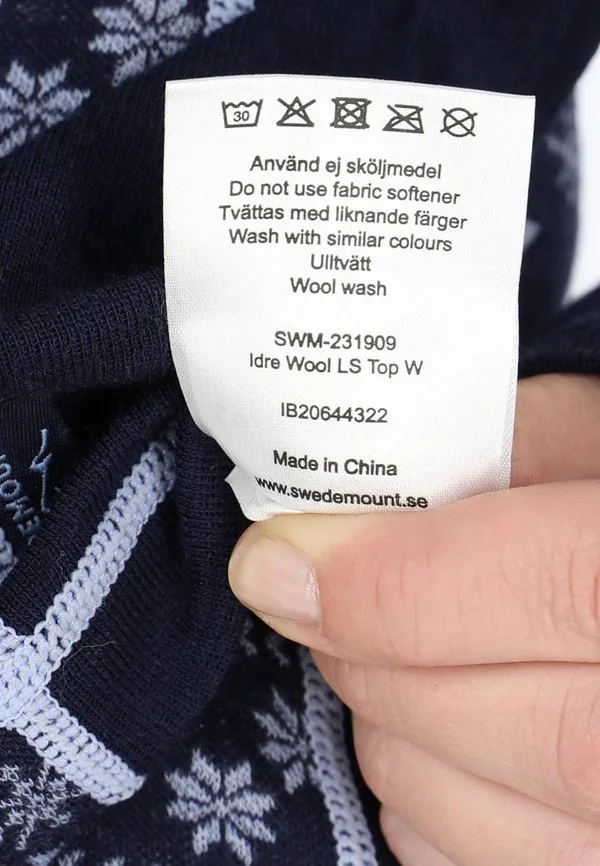 30
Använd ej sköljmedel
Do not use fabric softener
Tvättas med liknande färger
Wash with similar colours
Ulltvätt
Wool wash
SWM-231909
Idre Wool LS Top W
IB20644322
Made in China
www.swedemount.se